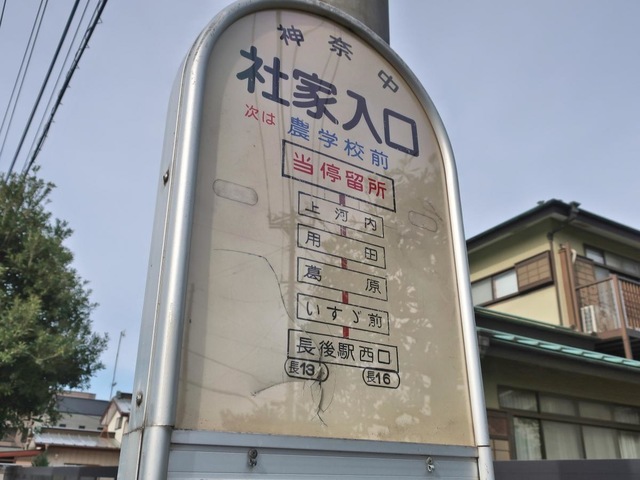 神奈中
社家入口
次は 農学校前
当停留所
上河内
用田
葛原
いすゞ前
長後駅西口
長13 長16